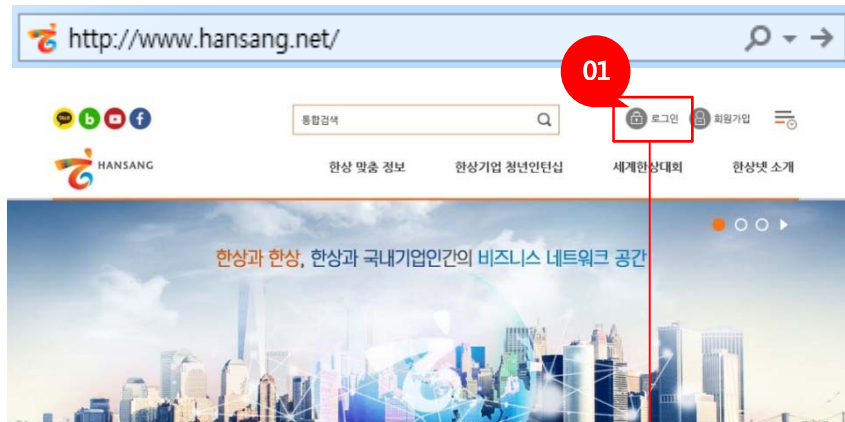 http://www.hansang.net/
01
TALK
통합검색
로그인
회원가입
HANSANG
한상 맞춤 정보
한상기업 청년인턴십
세계한상대회
한상넷 소개
한상과 한상, 한상과 국내기업인간의 비즈니스 네트워크 공간